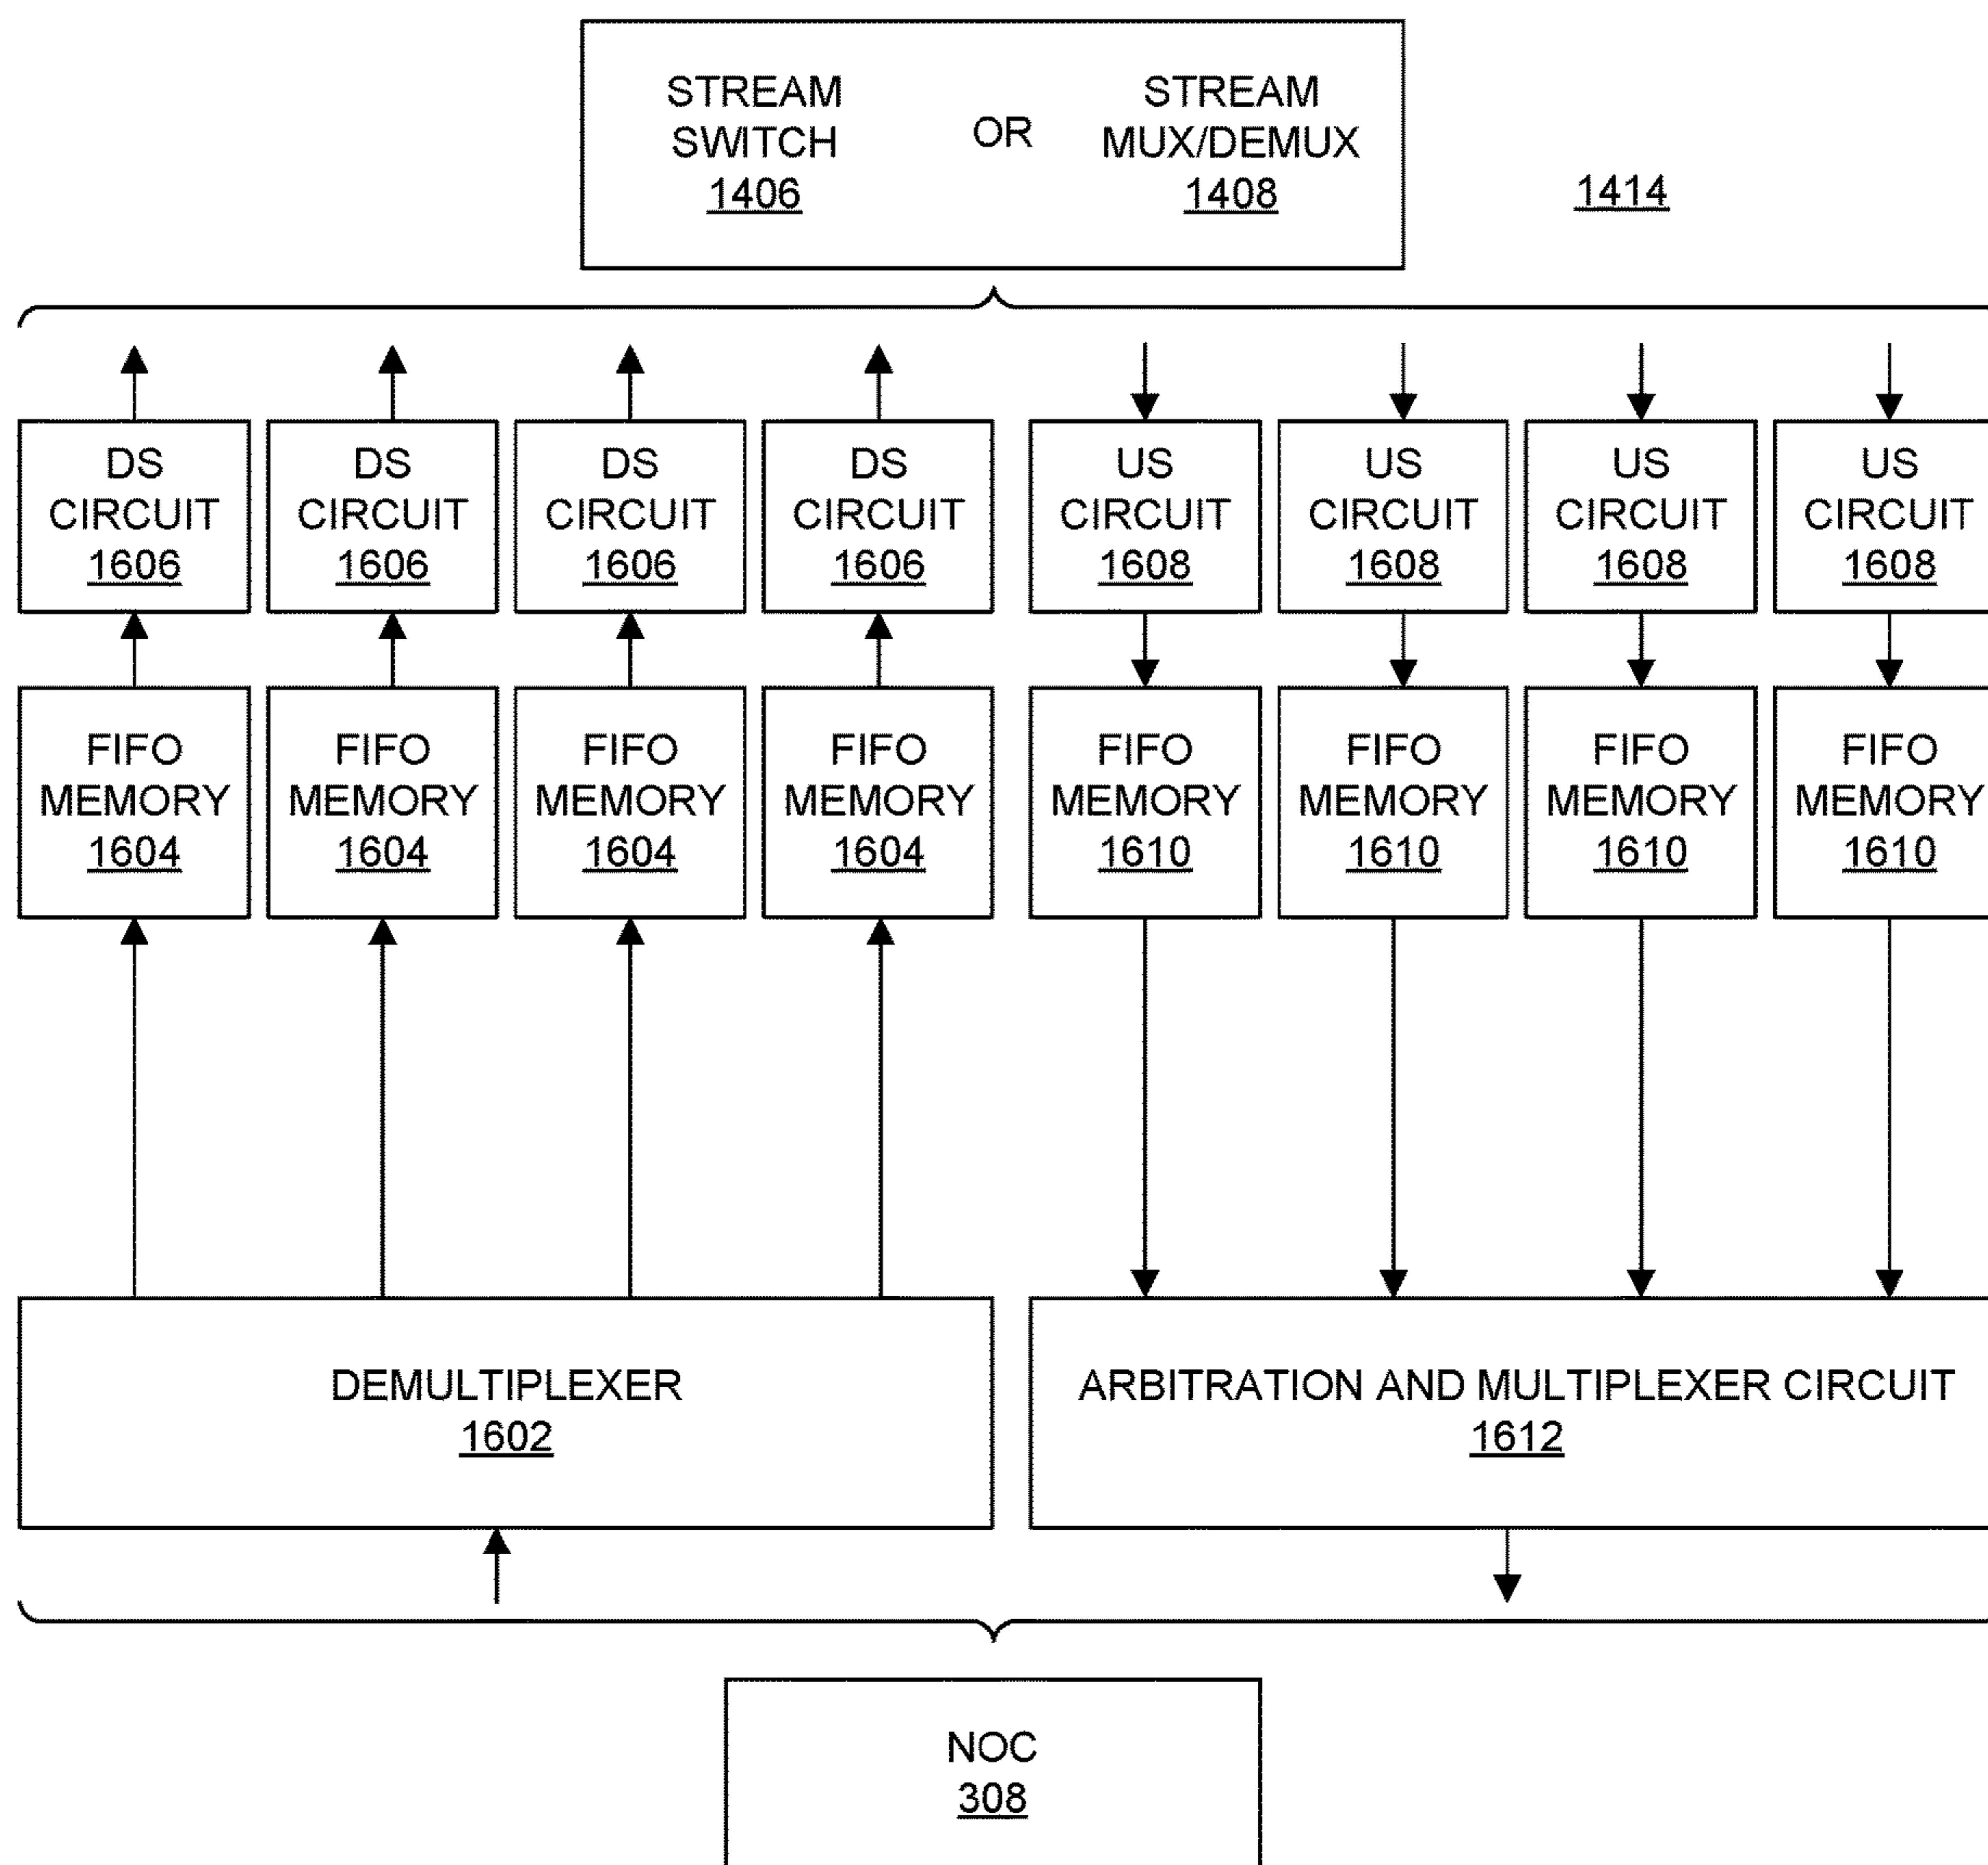 STREAM
SWITCH
1406
OR
STREAM
MUX/DEMUX
1408
1414
DS
CIRCUIT
1606
DS
CIRCUIT
1606
DS
CIRCUIT
1606
DS
CIRCUIT
1606
US
CIRCUIT
1608
US
CIRCUIT
1608
US
CIRCUIT
1608
US
CIRCUIT
1608
FIFO
MEMORY
1604
FIFO
MEMORY
1604
FIFO
MEMORY
1604
FIFO
MEMORY
1604
FIFO
MEMORY
1610
FIFO
MEMORY
1610
FIFO
MEMORY
1610
FIFO
MEMORY
1610
DEMULTIPLEXER
1602
ARBITRATION AND MULTIPLEXER CIRCUIT
1612
NOC
308